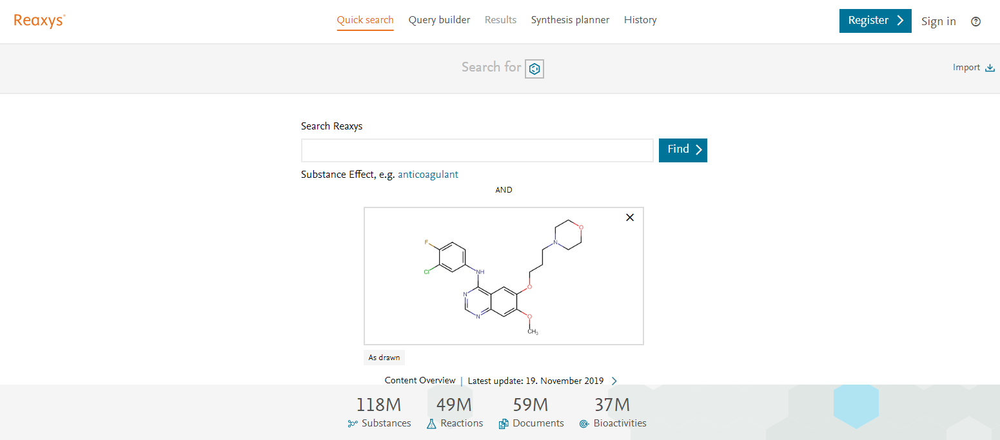 Reaxys®
Quick search Query builder Results Synthesis planner History
Register Sign in ?
Search for
Import
Search Reaxys
Find
Substance Effect, e.g. anticoagulant
AND
O
F
N
Cl
NH
O
N
N
O
CH3
As drawn
Content Overview | Latest update: 19. November 2019
118M 49M 59M 37M
Substances Reactions Documents Bioactivities